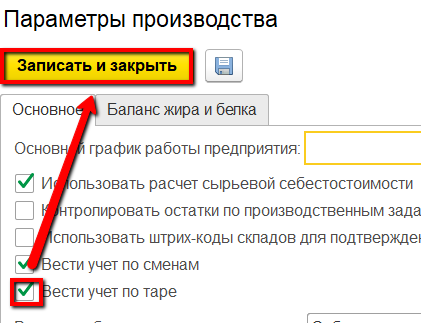 Параметры производства
Записать и закрыть
Основное Баланс жира и белка
Основной график работы предприятия:
Использовать расчет сырьевой себестоимости
Контролировать остатки по производственным зада
Использовать штрих-коды складов для подтвержде
Вести учет по сменам
Вести учет по таре